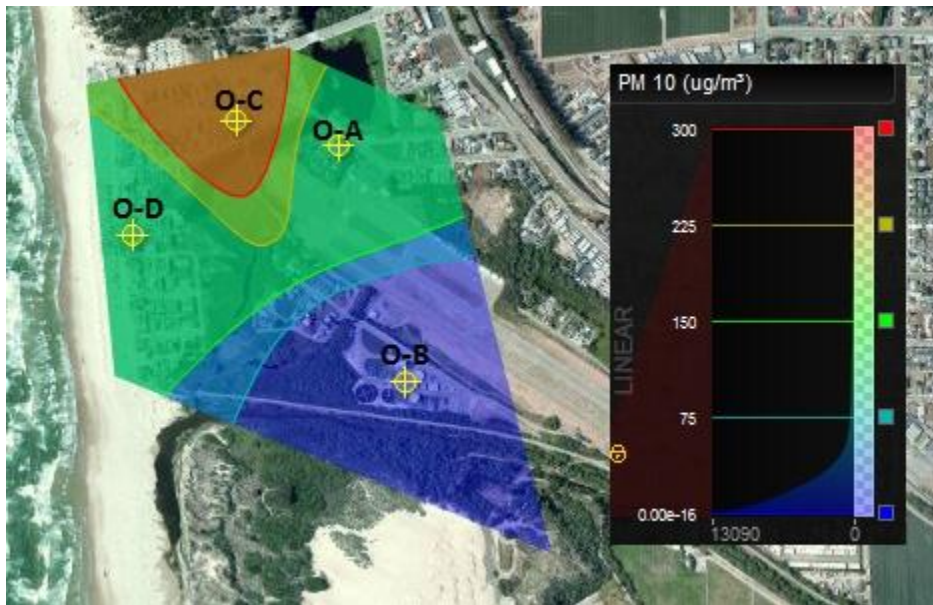 PM 10 (ug/m³)
O-C
O-A
300
O-D
225
LINEAR
150
O-B
75
0.00e-16
13090
0